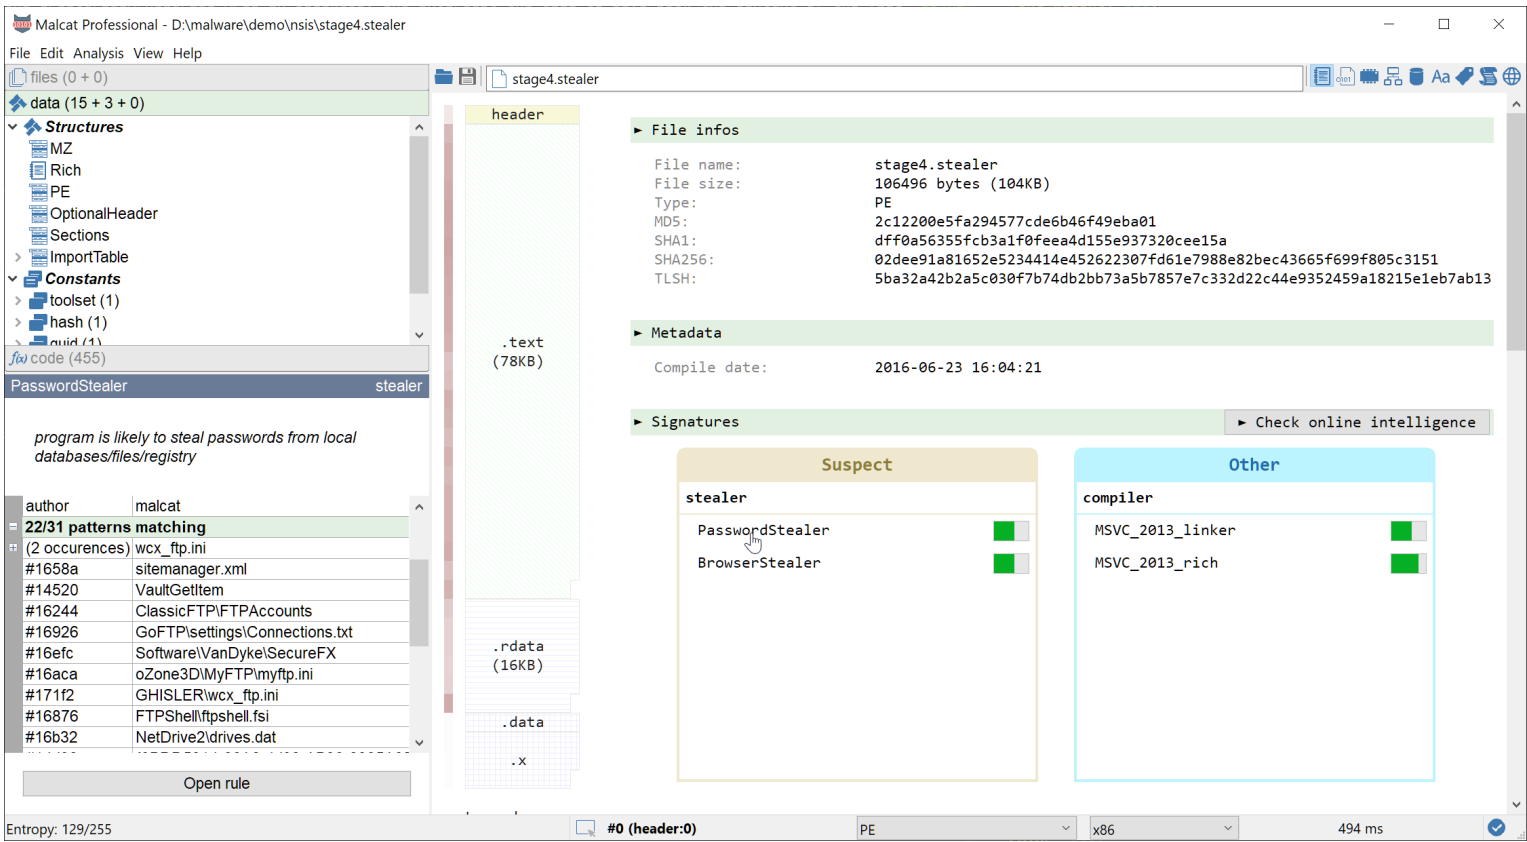 Malcat Professional - D:\malware\demo\nsis\stage4.stealer
File Edit Analysis View Help
files (0 + 0)
data (15 + 3 + 0)
Structures
MZ
Rich
PE
OptionalHeader
Sections
ImportTable
Constants
toolset (1)
hash (1)
guid (1)
f(x) code (455)
PasswordStealer stealer
program is likely to steal passwords from local
databases/files/registry
author malcat
22/31 patterns matching
(2 occurences) wcx_ftp.ini
#1658a sitemanager.xml
#14520 VaultGetItem
#16244 ClassicFTP\FTPAccounts
#16926 GoFTP\settings\Connections.txt
#16efc Software\VanDyke\SecureFX
#16aca oZone3D\MyFTP\myftp.ini
#171f2 GHISLER\wcx_ftp.ini
#16876 FTPShell\ftpshell.fsi
#16b32 NetDrive2\drives.dat
Open rule
stage4.stealer
Aa
header
.text
(78KB)
.rdata
(16KB)
.data
.x
► File infos
File name: stage4.stealer
File size: 106496 bytes (104KB)
Type: PE
MD5: 2c12200e5fa294577cde6b46f49eba01
SHA1: dff0a56355fcb3a1f0feea4d155e937320cee15a
SHA256: 02dee91a81652e5234414e452622307fd61e7988e82bec43665f699f805c3151
TLSH: 5ba32a42b2a5c030f7b74db2bb73a5b7857e7c332d22c44e9352459a18215e1eb7ab13
► Metadata
Compile date: 2016-06-23 16:04:21
► Signatures
► Check online intelligence
Suspect
stealer
PasswordStealer
BrowserStealer
Other
compiler
MSVC_2013_linker
MSVC_2013_rich
Entropy: 129/255
#0 (header:0)
PE
x86
494 ms